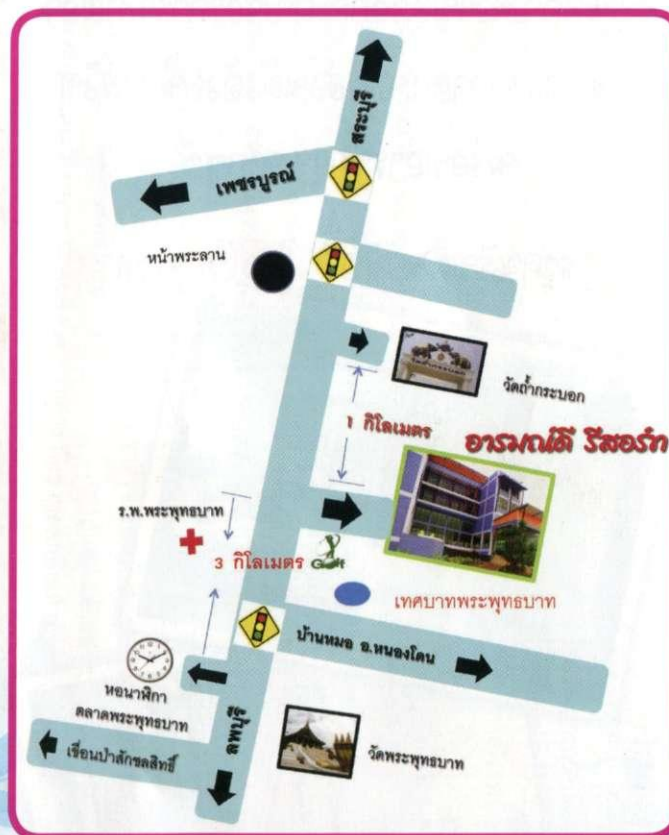 สระบุรี
เพชรบูรณ์
หน้าพระลาน
วัดถ้ำกระบอก
1 กิโลเมตร
อารมณ์ดี รีสอร์ท
ร.พ.พระพุทธบาท
3 กิโลเมตร
Golf
เทศบาทพระพุทธบาท
บ้านหมอ อ.หนองโดน
หอนาฬิกา
ตลาดพระพุทธบาท
ลพบุรี
วัดพระพุทธบาท
เขื่อนป่าสักชลสิทธิ์